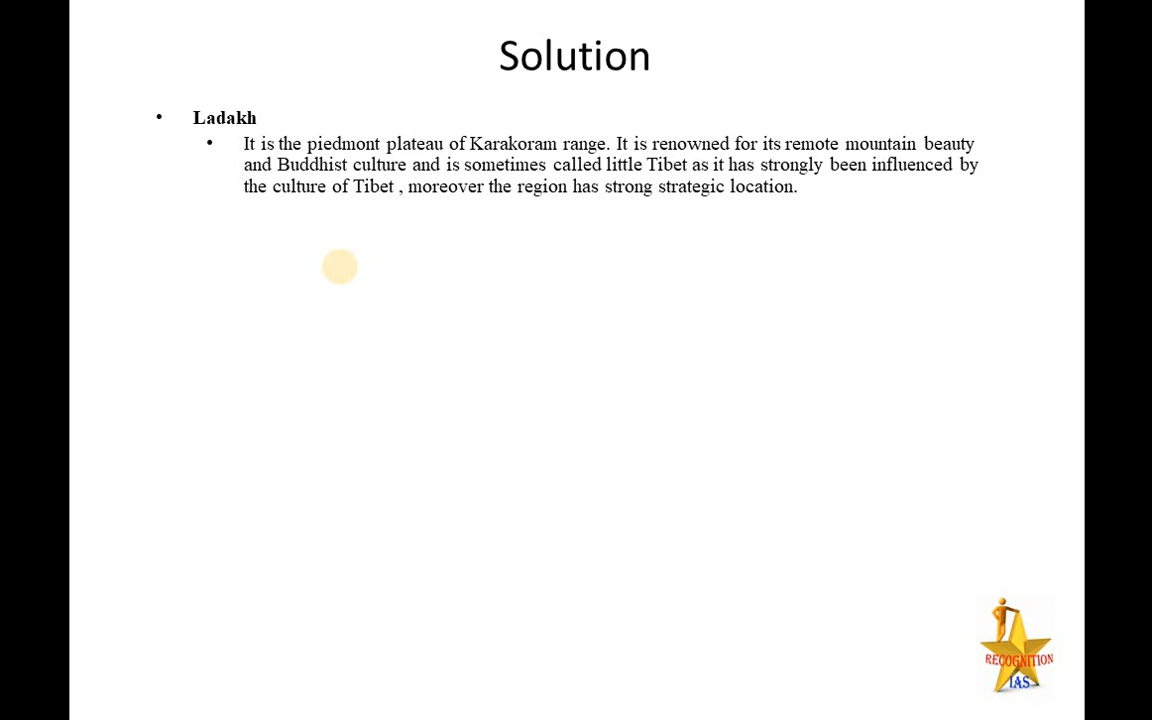 Solution
• Ladakh
• It is the piedmont plateau of Karakoram range. It is renowned for its remote mountain beauty
and Buddhist culture and is sometimes called little Tibet as it has strongly been influenced by
the culture of Tibet , moreover the region has strong strategic location.
RECOGNITION
IAS